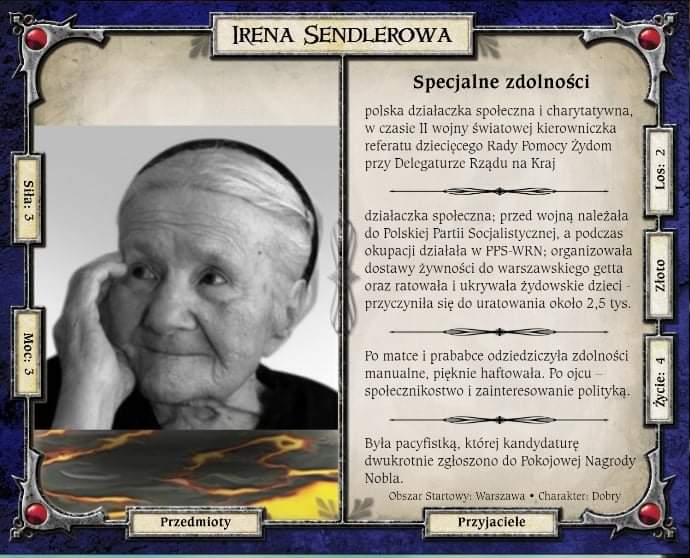 Irena Sendlerowa
Siła: 3
Moc: 3
Przedmioty
Specjalne zdolności
polska działaczka społeczna i charytatywna,
w czasie II wojny światowej kierowniczka
referatu dziecięcego Rady Pomocy Żydom
przy Delegaturze Rządu na Kraj
działaczka społeczna; przed wojną należała
do Polskiej Partii Socjalistycznej, a podczas
okupacji działała w PPS-WRN; organizowała
dostawy żywności do warszawskiego getta
oraz ratowała i ukrywała żydowskie dzieci -
przyczyniła się do uratowania około 2,5 tys.
Po matce i prababce odziedziczyła zdolności
manualne, pięknie haftowała. Po ojcu –
społecznikostwo i zainteresowanie polityką.
Była pacyfistką, której kandydaturę
dwukrotnie zgłoszono do Pokojowej Nagrody
Nobla.
Obszar Startowy: Warszawa • Charakter: Dobry
Los: 2
Złoto
Życie: 4
Przyjaciele